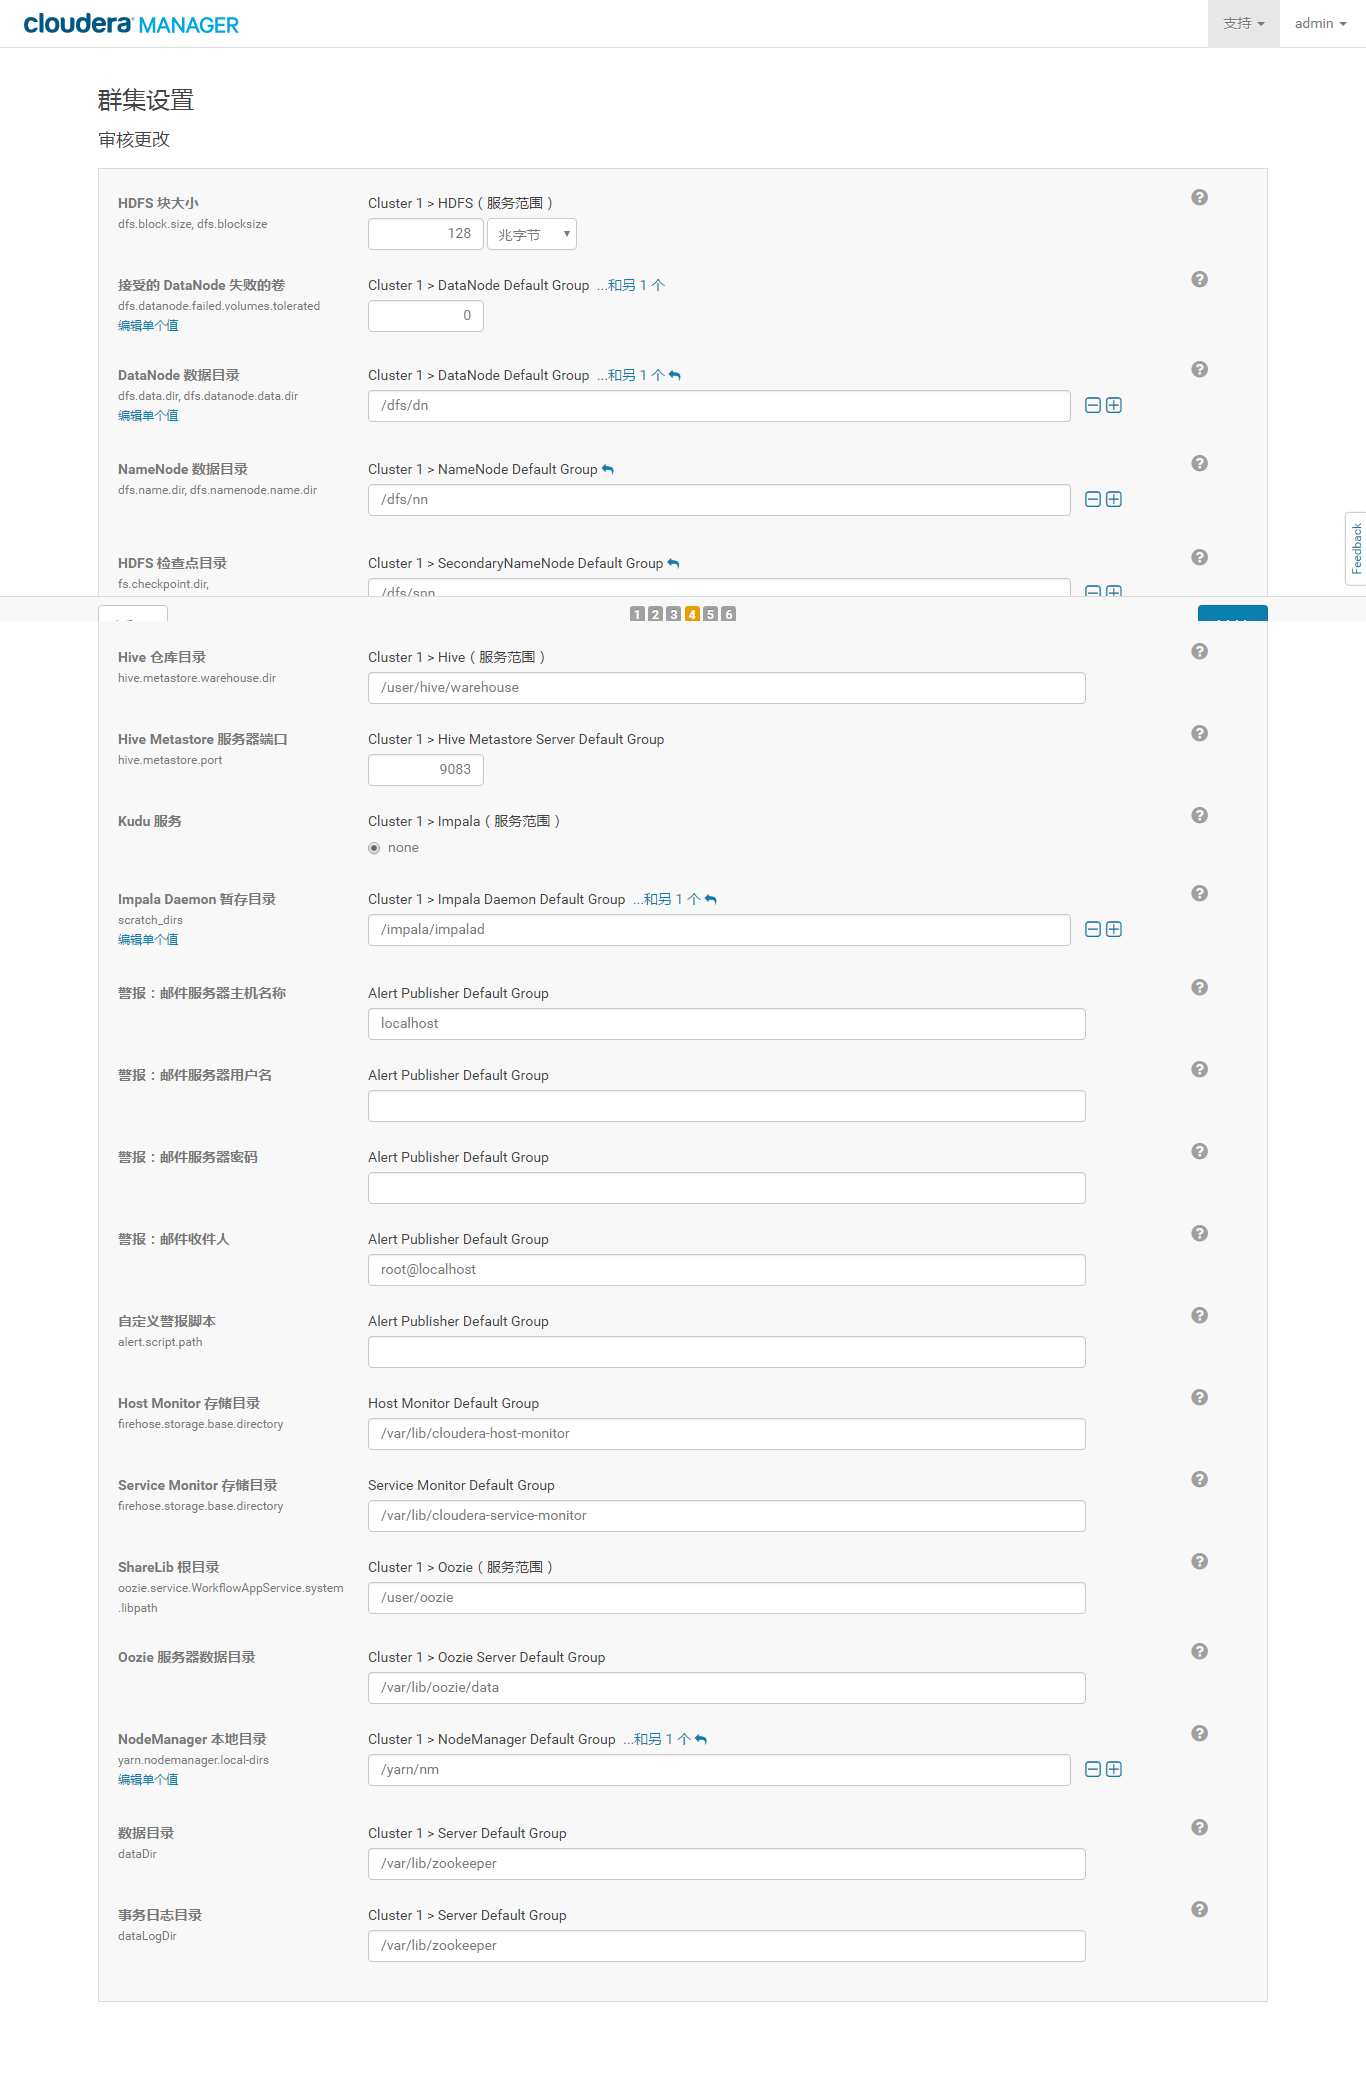 cloudera MANAGER
支持
admin
群集设置
审核更改
HDFS 块大小
dfs.block.size, dfs.blocksize
Cluster 1 > HDFS（服务范围）
128
兆字节
接受的 DataNode 失败的卷
dfs.datanode.failed.volumes.tolerated
编辑单个值
Cluster 1 > DataNode Default Group ...和另 1 个
0
DataNode 数据目录
dfs.data.dir, dfs.datanode.data.dir
编辑单个值
Cluster 1 > DataNode Default Group ...和另 1 个
/dfs/dn
NameNode 数据目录
dfs.name.dir, dfs.namenode.name.dir
Cluster 1 > NameNode Default Group
/dfs/nn
Feedback
HDFS 检查点目录
fs.checkpoint.dir,
Cluster 1 > SecondaryNameNode Default Group
/dfs/snn
1 2 3 4 5 6
Hive 仓库目录
hive.metastore.warehouse.dir
Cluster 1 > Hive（服务范围）
/user/hive/warehouse
Hive Metastore 服务器端口
hive.metastore.port
Cluster 1 > Hive Metastore Server Default Group
9083
Kudu 服务
Cluster 1 > Impala（服务范围）
none
Impala Daemon 暂存目录
scratch_dirs
编辑单个值
Cluster 1 > Impala Daemon Default Group ...和另 1 个
/impala/impalad
警报：邮件服务器主机名称
Alert Publisher Default Group
localhost
警报：邮件服务器用户名
Alert Publisher Default Group
警报：邮件服务器密码
Alert Publisher Default Group
警报：邮件收件人
Alert Publisher Default Group
root@localhost
自定义警报脚本
alert.script.path
Alert Publisher Default Group
Host Monitor 存储目录
firehose.storage.base.directory
Host Monitor Default Group
/var/lib/cloudera-host-monitor
Service Monitor 存储目录
firehose.storage.base.directory
Service Monitor Default Group
/var/lib/cloudera-service-monitor
ShareLib 根目录
oozie.service.WorkflowAppService.system
.libpath
Cluster 1 > Oozie（服务范围）
/user/oozie
Oozie 服务器数据目录
Cluster 1 > Oozie Server Default Group
/var/lib/oozie/data
NodeManager 本地目录
yarn.nodemanager.local-dirs
编辑单个值
Cluster 1 > NodeManager Default Group ...和另 1 个
/yarn/nm
数据目录
dataDir
Cluster 1 > Server Default Group
/var/lib/zookeeper
事务日志目录
dataLogDir
Cluster 1 > Server Default Group
/var/lib/zookeeper